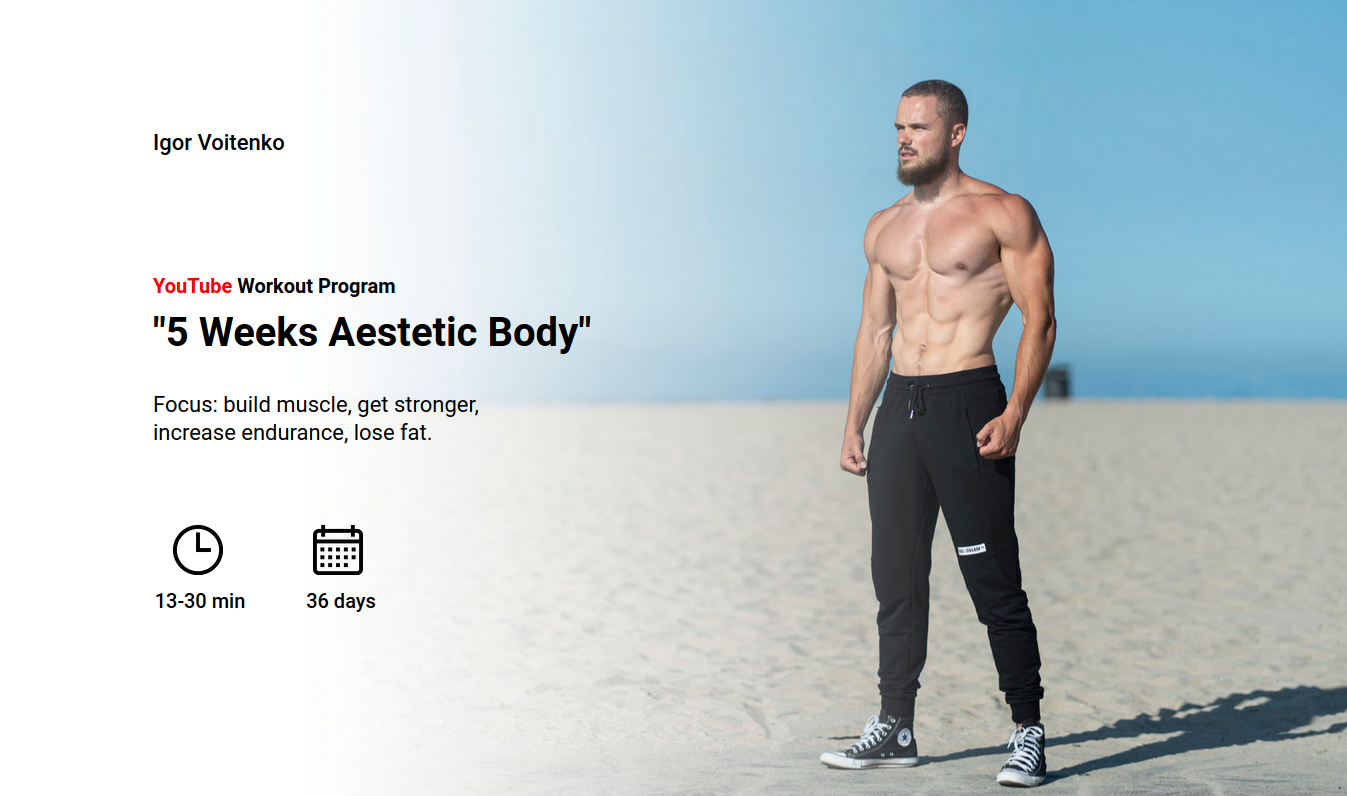 Igor Voitenko
YouTube Workout Program
"5 Weeks Aestetic Body"
Focus: build muscle, get stronger,
increase endurance, lose fat.
13-30 min
36 days